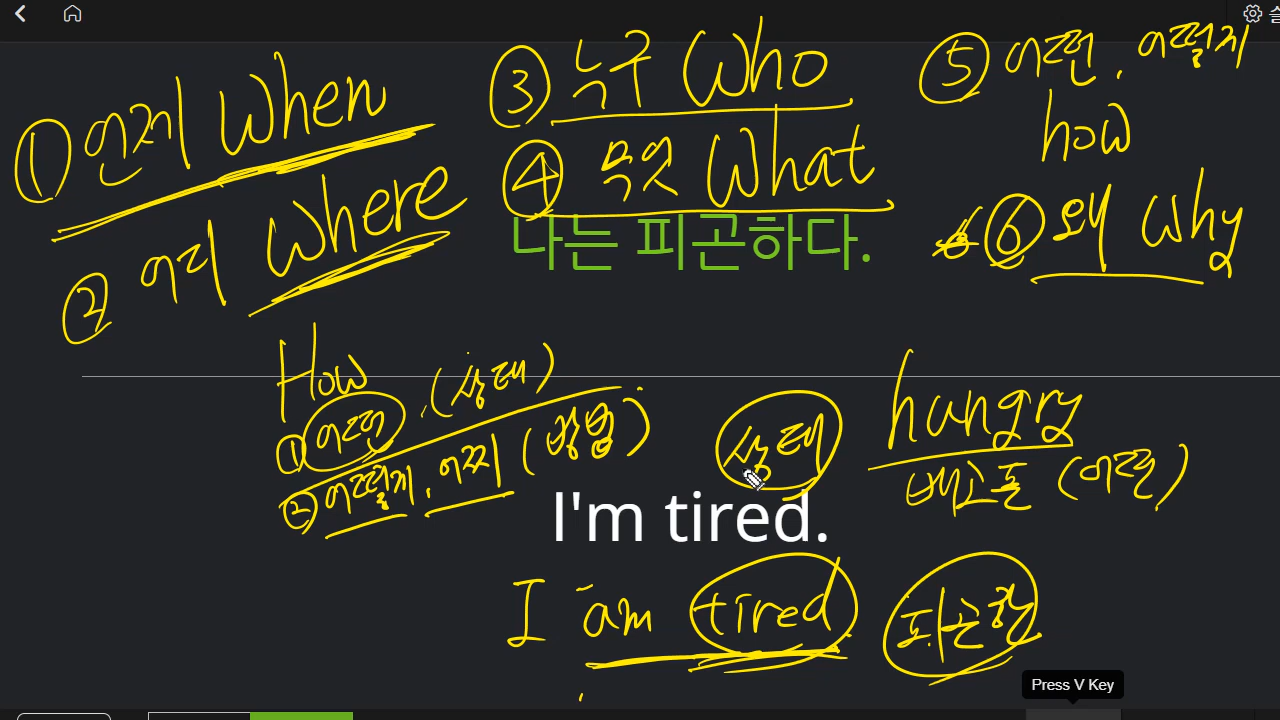 ① 언제 When
② 어디 Where
③ 누구 Who
④ 무엇 What
⑤ 어떤, 어떻게
how
⑥ 왜 Why
나는 피곤하다.
How
① 어떤, (상태)
② 어떻게, 어찌 (방법)
상태
hungry
배고픈 (어떤)
I'm tired.
I am tired 피곤한
Press V Key